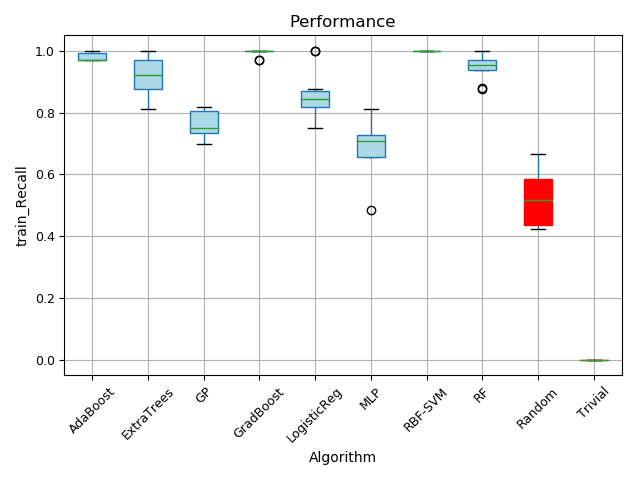 Performance
train_Recall
1.0
0.8
0.6
0.4
0.2
0.0
AdaBoost
ExtraTrees
GP
GradBoost
LogisticReg
MLP
RBF-SVM
RF
Random
Trivial
Algorithm